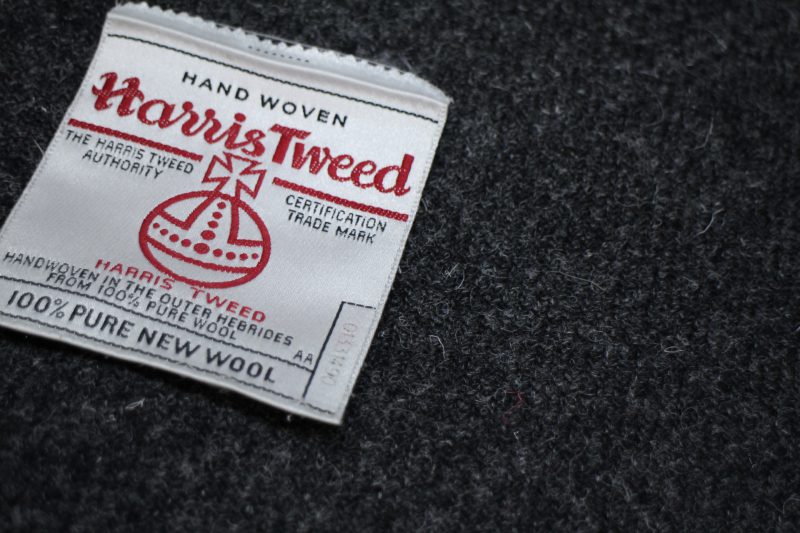 HAND WOVEN
Harris Tweed
THE HARRIS TWEED
AUTHORITY
CERTIFICATION
TRADE MARK
HARRIS TWEED
HANDWOVEN IN THE OUTER HEBRIDES
FROM 100% PURE WOOL
100% PURE NEW WOOL
AA